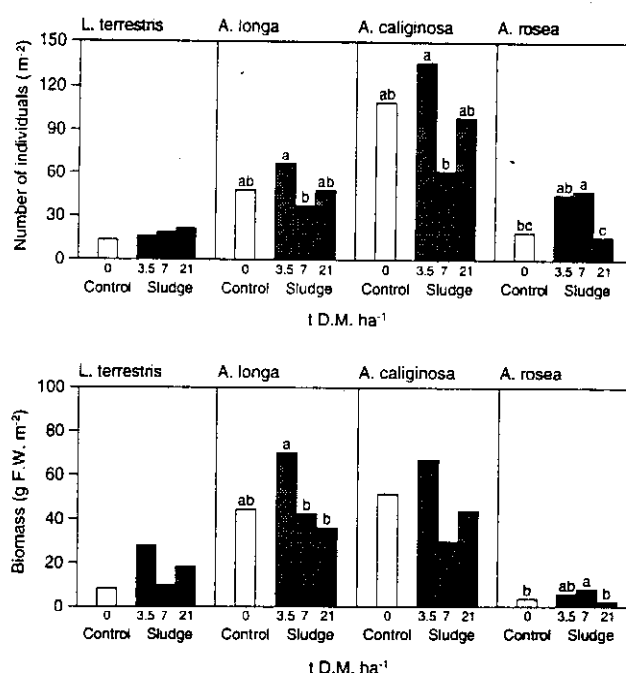 L. terrestris A. longa A. caliginosa A. rosea
Number of individuals (m-2)
150
120
90
60
30
0
ab a b ab
ab a b ab
bc ab a c
0 3.5 7 21 0 3.5 7 21 0 3.5 7 21 0 3.5 7 21
Control Sludge Control Sludge Control Sludge Control Sludge
t D.M. ha-1
L. terrestris A. longa A. caliginosa A. rosea
Biomass (g F.W. m-2)
100
80
60
40
20
0
ab a b b
b ab a b
0 3.5 7 21 0 3.5 7 21 0 3.5 7 21 0 3.5 7 21
Control Sludge Control Sludge Control Sludge Control Sludge
t D.M. ha-1